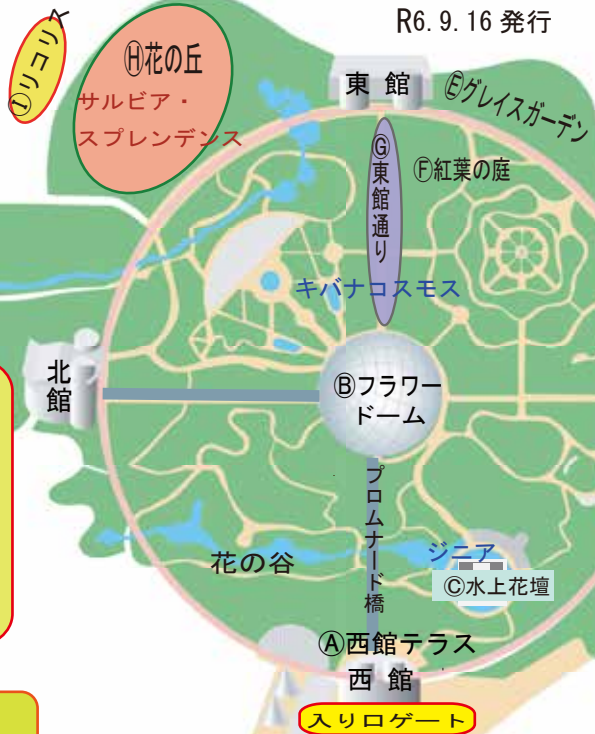 R6.9.16 発行
Ⓘリコリス
Ⓗ花の丘
サルビア・
スプレンデンス
東 館
Ⓔグレイスガーデン
Ⓖ東館通り
Ⓕ紅葉の庭
キバナコスモス
北館
Ⓑフラワー
ドーム
プロムナード橋
花の谷
ジニア
Ⓒ水上花壇
Ⓐ西館テラス
西 館
入り口ゲート